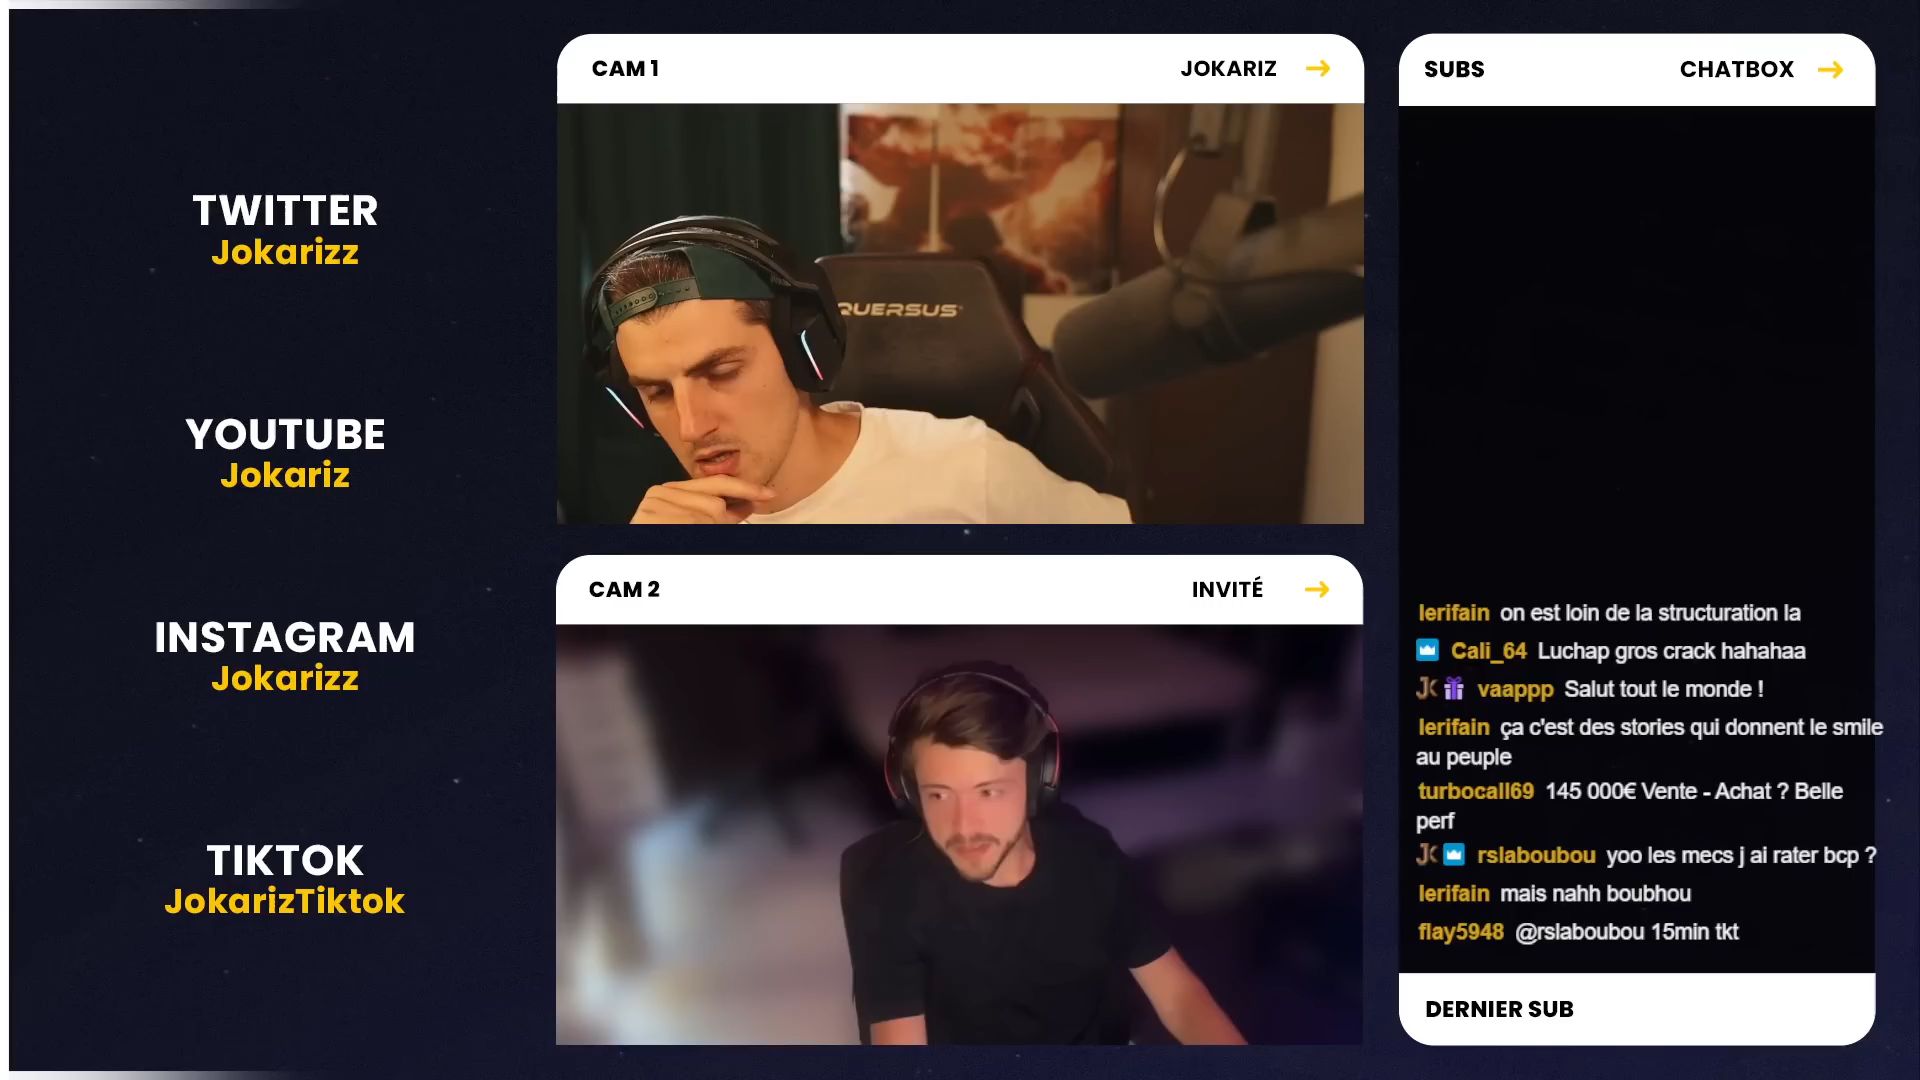 TWITTER
Jokarizz
YOUTUBE
Jokariz
INSTAGRAM
Jokarizz
TIKTOK
JokarizTiktok
CAM 1 JOKARIZ
QUERSUS
CAM 2 INVITÉ
SUBS CHATBOX
lerifain on est loin de la structuration la
Cali_64 Luchap gros crack hahahaa
vaappp Salut tout le monde !
lerifain ça c'est des stories qui donnent le smile
au peuple
turbocall69 145 000€ Vente - Achat ? Belle
perf
rslaboubou yoo les mecs j ai rater bcp ?
lerifain mais nahh boubhou
flay5948 @rslaboubou 15min tkt
DERNIER SUB